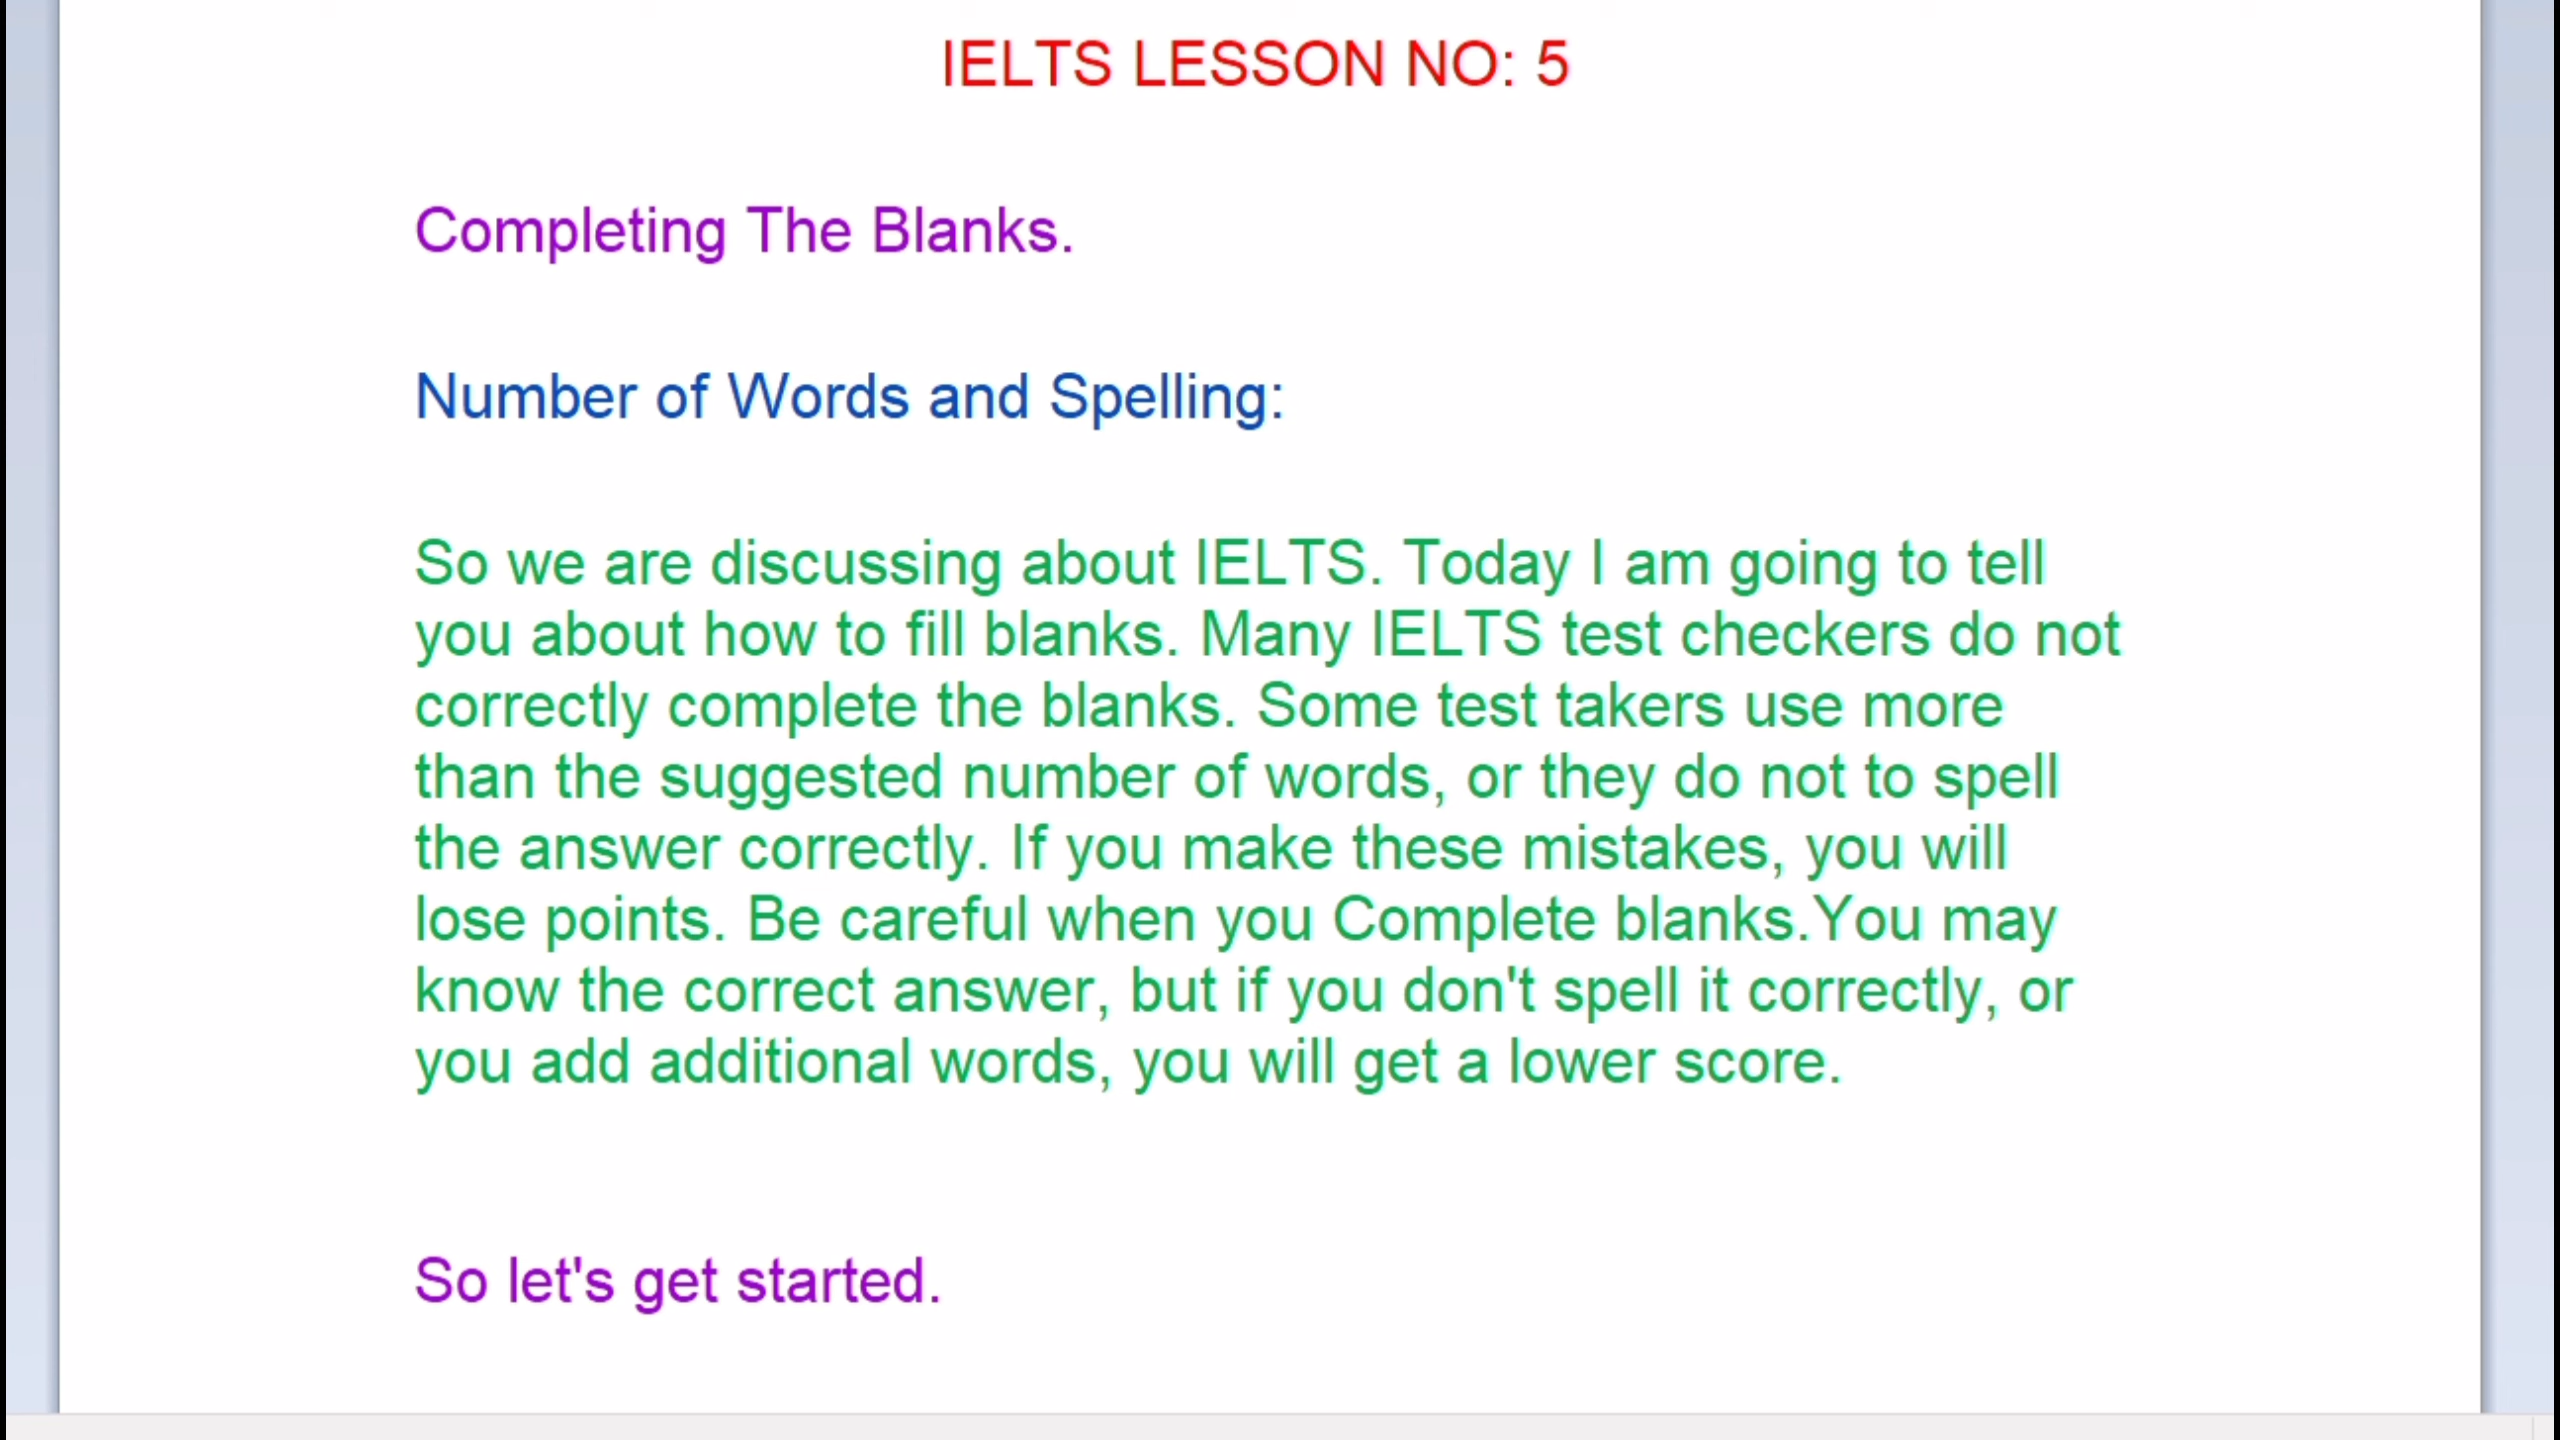 IELTS LESSON NO: 5
Completing The Blanks.
Number of Words and Spelling:
So we are discussing about IELTS. Today I am going to tell
you about how to fill blanks. Many IELTS test checkers do not
correctly complete the blanks. Some test takers use more
than the suggested number of words, or they do not to spell
the answer correctly. If you make these mistakes, you will
lose points. Be careful when you Complete blanks.You may
know the correct answer, but if you don't spell it correctly, or
you add additional words, you will get a lower score.
So let's get started.